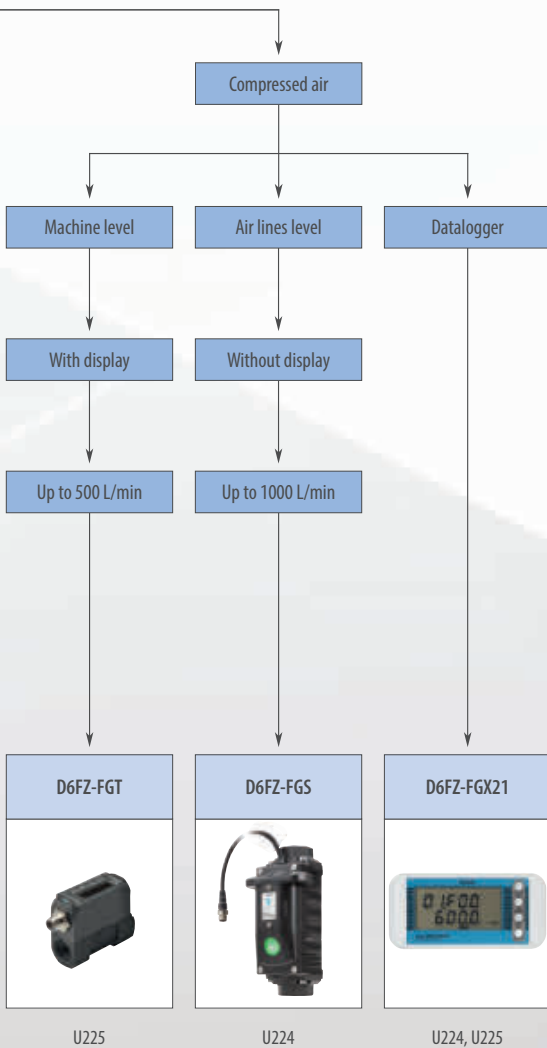 Compressed air
Machine level
Air lines level
Datalogger
With display
Without display
Up to 500 L/min
Up to 1000 L/min
D6FZ-FGT
D6FZ-FGS
D6FZ-FGX21
U225
U224
U224, U225